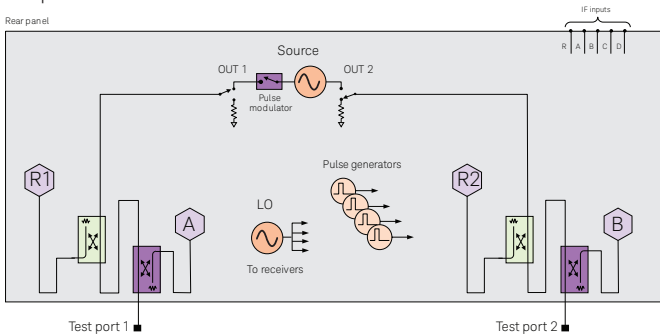 IF inputs
Rear panel
R A B C D
Source
OUT 1
OUT 2
Pulse
modulator
Pulse generators
R1
R2
LO
A
B
To receivers
Test port 1
Test port 2